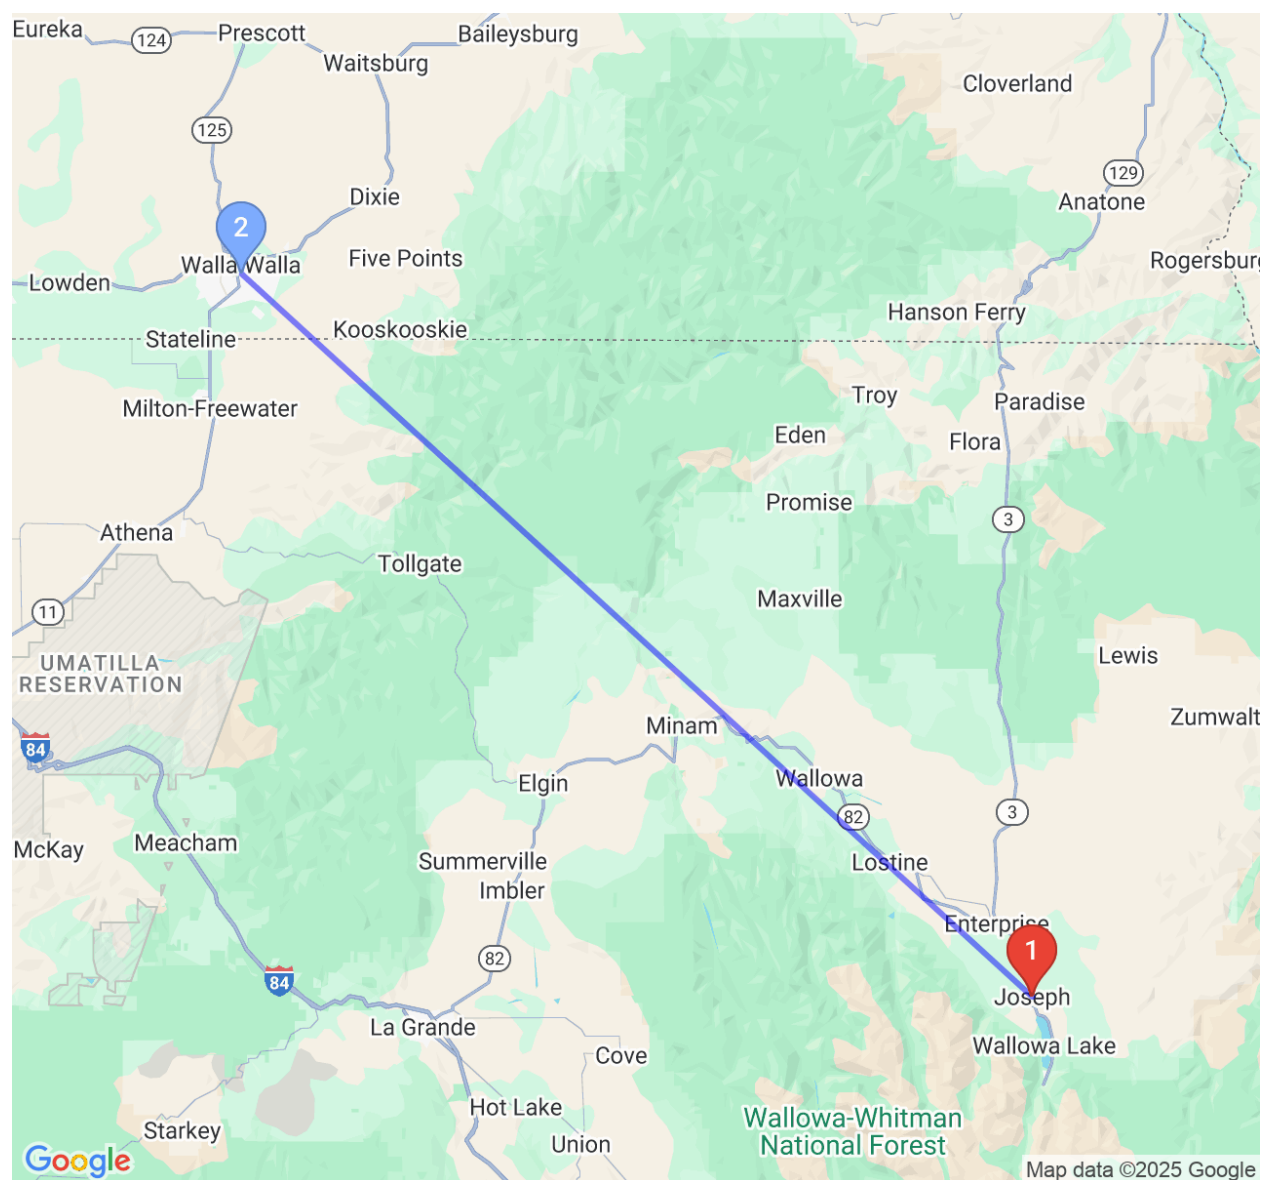 Eureka
124
Prescott
Baileysburg
Waitsburg
Cloverland
125
129
Dixie
Anatone
2
Five Points
Walla Walla
Rogersburg
Lowden
Hanson Ferry
Kooskooskie
Stateline
Troy
Paradise
Milton-Freewater
Eden
Flora
Promise
3
Athena
Tollgate
Maxville
11
Lewis
UMATILLA
RESERVATION
Zumwalt
Minam
84
Wallowa
Elgin
3
82
Meacham
McKay
Summerville
Lostine
Imbler
Enterprise
1
82
84
Joseph
La Grande
Wallowa Lake
Cove
Hot Lake
Wallowa-Whitman
National Forest
Starkey
Union
Google
Map data ©2025 Google